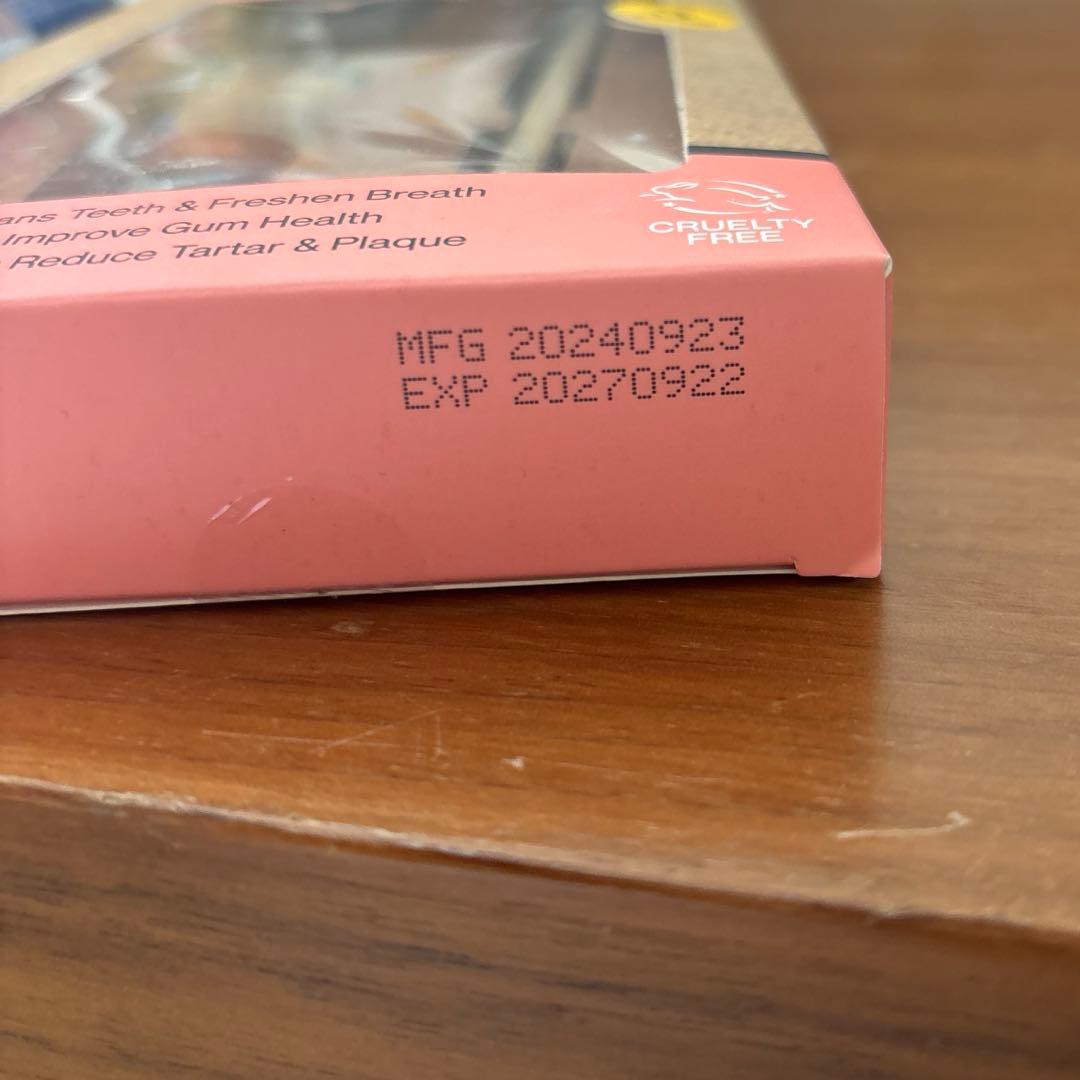 Teeth & Freshen Breath
Improve Gum Health
Reduce Tartar & Plaque
CRUELTY
FREE
MFG 20240923
EXP 20270922